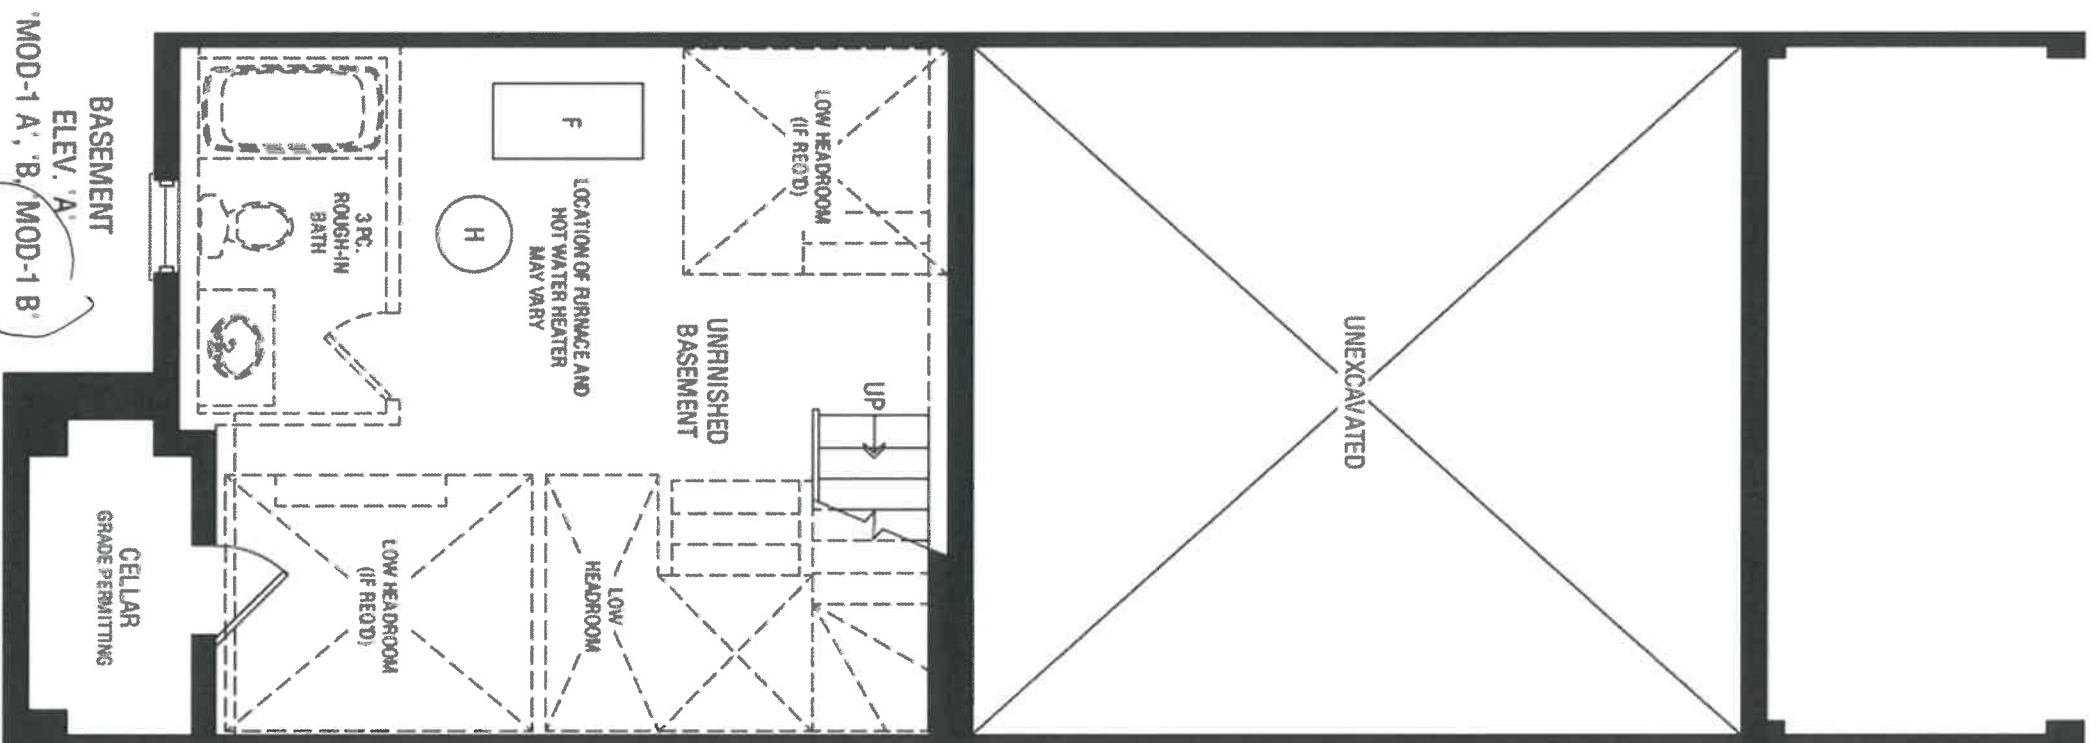 UNEXCAVATED
LOW HEADROOM
(IF REQ'D)
UP
UNFINISHED
BASEMENT
LOCATION OF FURNACE AND
HOT WATER HEATER
MAY VARY
F
H
LOW
HEADROOM
LOW HEADROOM
(IF REQ'D)
3 PC.
ROUGH-IN
BATH
CELLAR
GRADE PERMITTING
BASEMENT
ELEV. 'A'
'MOD-1 A', 'B, 'MOD-1 B'